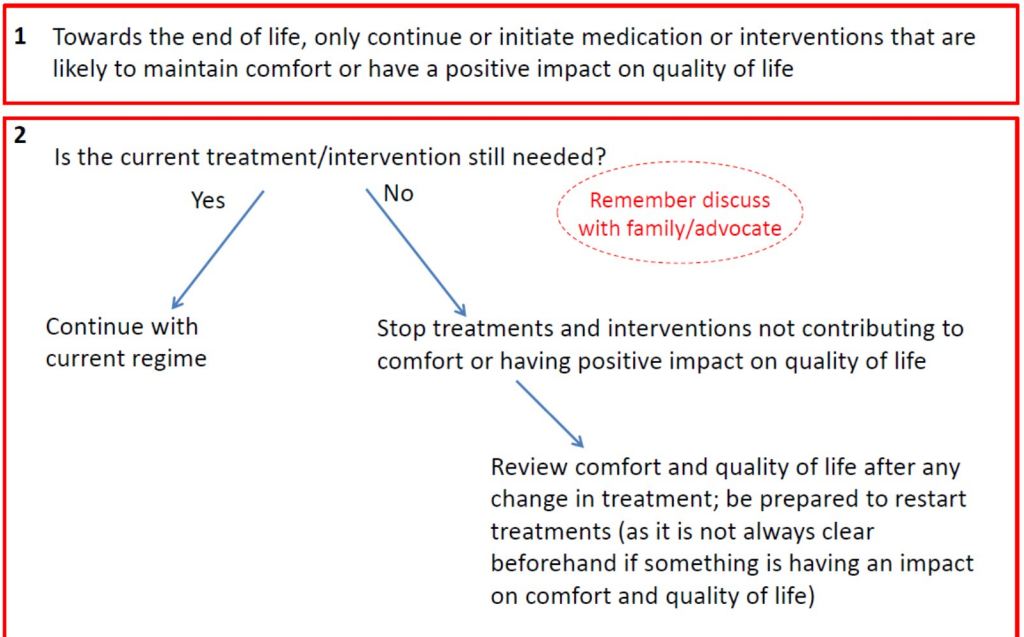 1 Towards the end of life, only continue or initiate medication or interventions that are
likely to maintain comfort or have a positive impact on quality of life
2
Is the current treatment/intervention still needed?
Yes
No
Remember discuss
with family/advocate
Continue with
current regime
Stop treatments and interventions not contributing to
comfort or having positive impact on quality of life
Review comfort and quality of life after any
change in treatment; be prepared to restart
treatments (as it is not always clear
beforehand if something is having an impact
on comfort and quality of life)